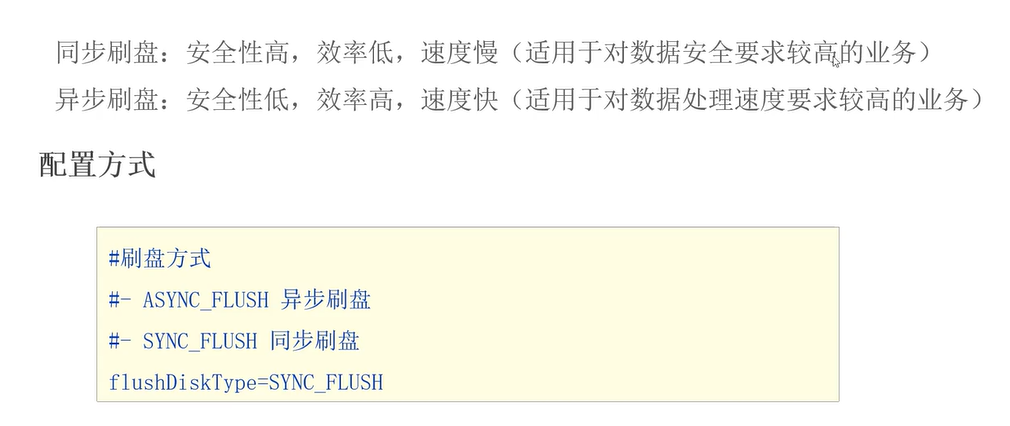 同步刷盘：安全性高，效率低，速度慢（适用于对数据安全要求较高的业务）
异步刷盘：安全性低，效率高，速度快（适用于对数据处理速度要求较高的业务）
配置方式
#刷盘方式
#- ASYNC_FLUSH 异步刷盘
#- SYNC_FLUSH 同步刷盘
flushDiskType=SYNC_FLUSH